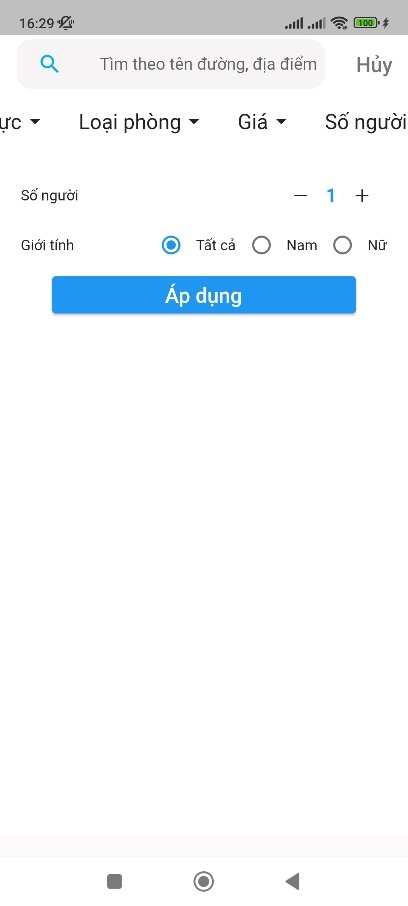 16:29 100
Tìm theo tên đường, địa điểm Hủy
ực Loại phòng Giá Số người
Số người 1
Giới tính Tất cả Nam Nữ
Áp dụng